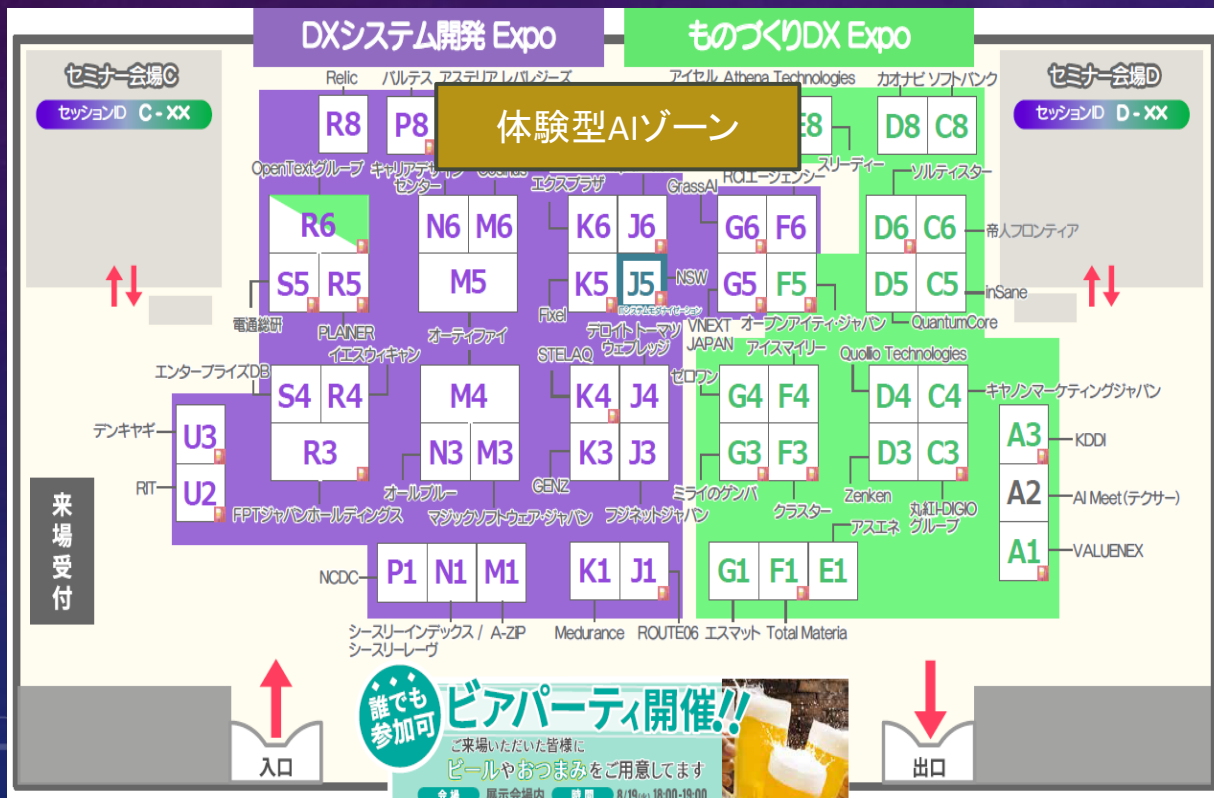 DXシステム開発 Expo
ものづくりDX Expo
セミナー会場C
セッションID C-XX
セミナー会場D
セッションID D-XX
Relic
バルテス アステリア レバレジーズ
アイセル Athena Technologies
カオナビ ソフトバンク
R8
P8
体験型AIゾーン
E8
D8
C8
スリーディー
OpenTextグループ
キャリアデザイン
センター
エクスプラザ
GrassAI
RCIエージェンシー
ソルティスター
R6
N6
M6
K6
J6
G6
F6
D6
C6
帝人フロンティア
S5
R5
M5
K5
J5
NSW
G5
F5
D5
C5
inSane
電通総研
PLAINER
オーティファイ
Fixel
デロイト トーマツ
ウェブレッジ
VNEXT
JAPAN
オープンアイティ・ジャパン
QuantumCore
イエスウィキャン
STELAQ
アイスマイリー
Quollio Technologies
エンタープライズDB
セロワン
キヤノンマーケティングジャパン
S4
R4
M4
K4
J4
G4
F4
D4
C4
デンキヤギ
U3
R3
N3
M3
K3
J3
G3
F3
D3
C3
A3
KDDI
RIT
U2
オールブルー
GENZ
ミライのゲンバ
Zenken
A2
AI Meet(テクサー)
FPTジャパンホールディングス
マジックソフトウェア・ジャパン
フジネットジャパン
クラスター
アスエネ
丸紅I-DIGIO
グループ
来場受付
NCDC
P1
N1
M1
K1
J1
G1
F1
E1
A1
VALUENEX
シースリーインデックス /
シースリーレーヴ
A-ZIP
Medurance
ROUTE06
エスマット
Total Materia
誰でも
参加可
ビアパーティ開催!!
ご来場いただいた皆様に
ビールやおつまみをご用意してます
会場 展示会場内 時間 8/19 18:00-19:00
入口
出口